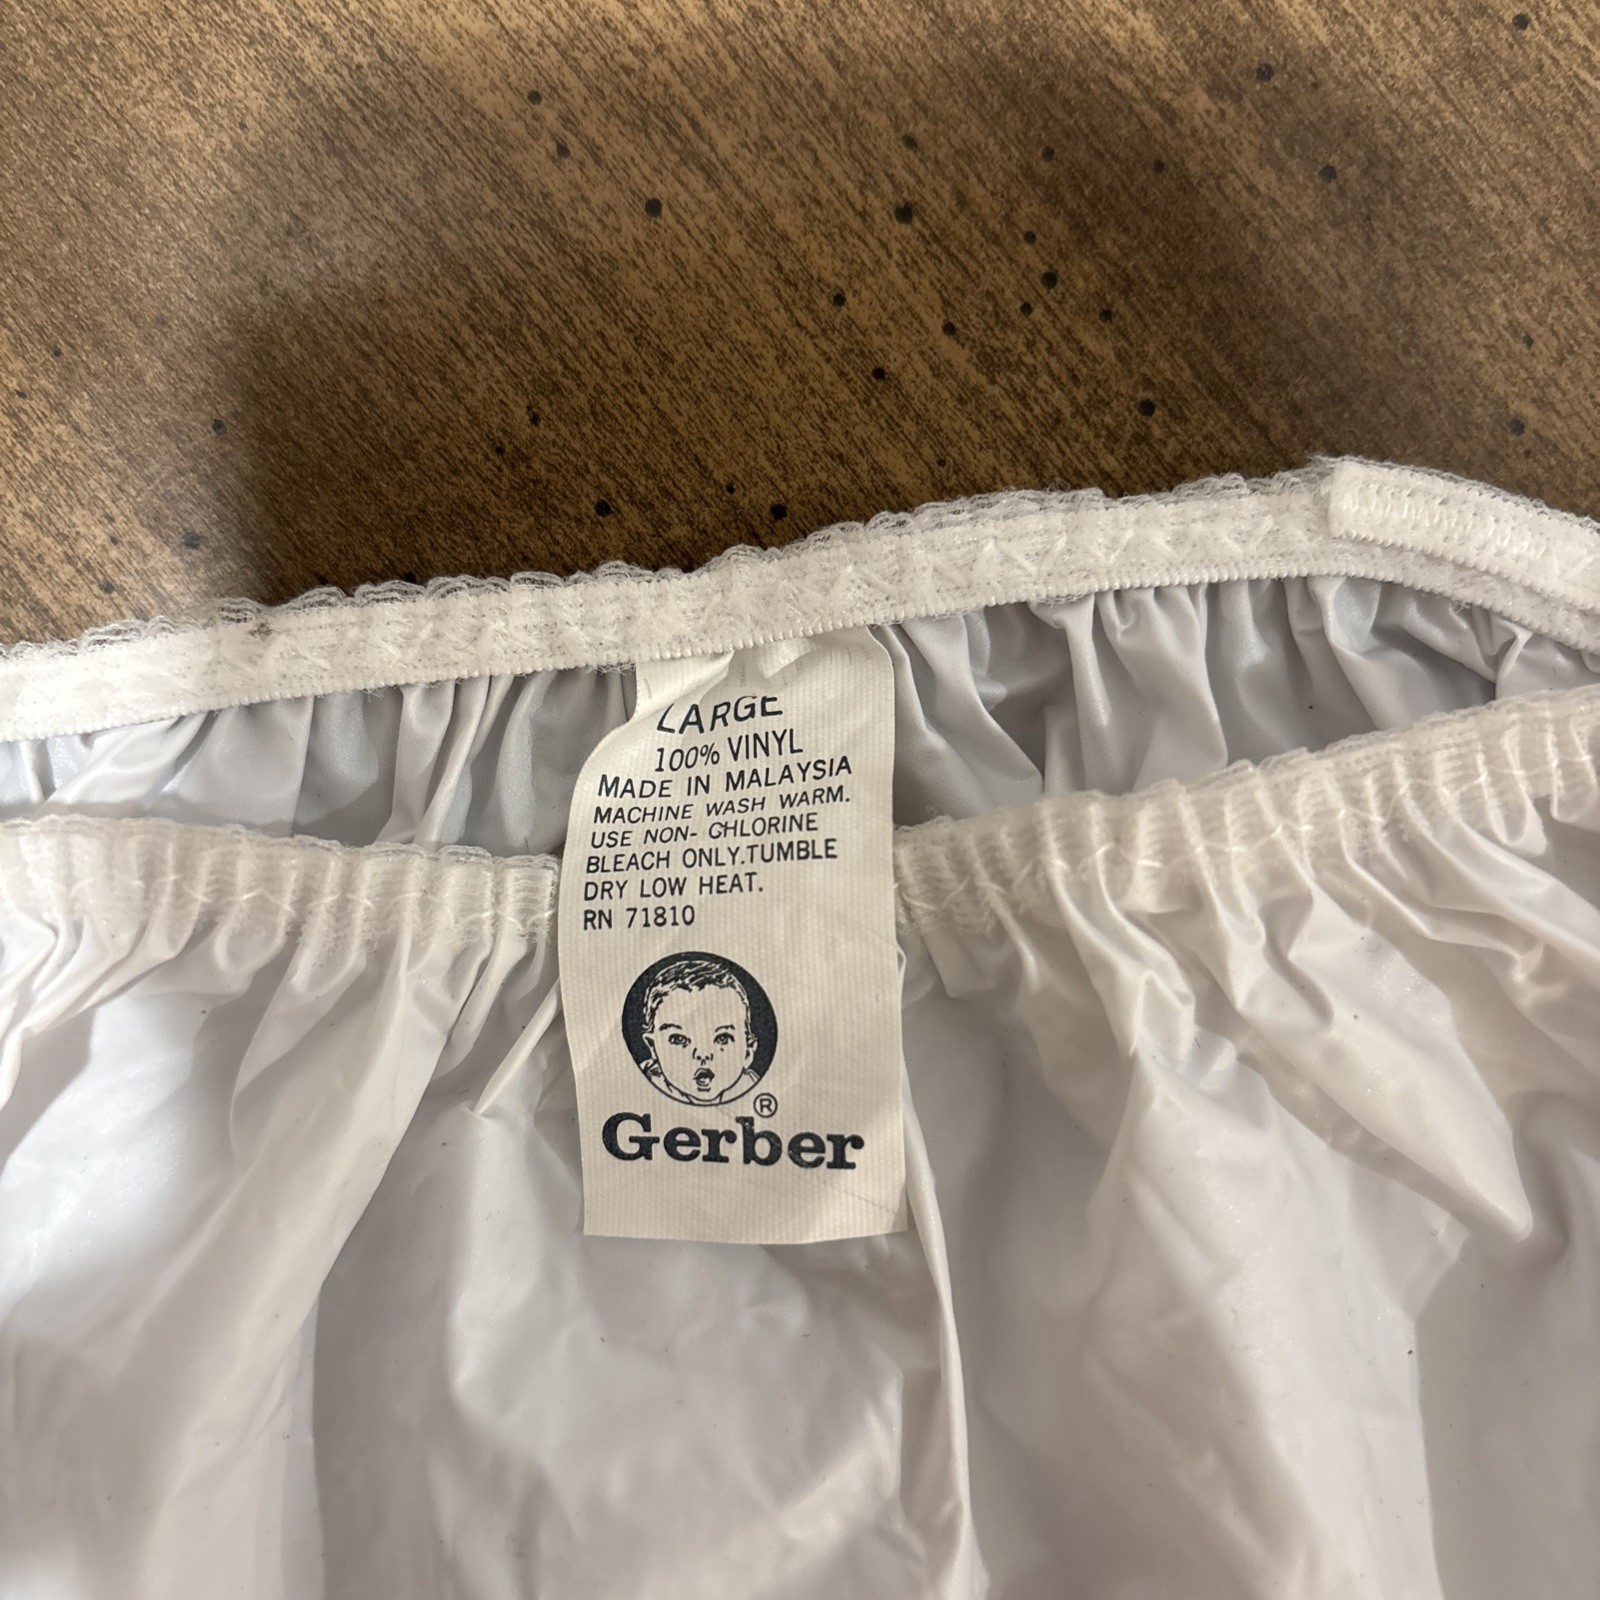 LARGE
100% VINYL
MADE IN MALAYSIA
MACHINE WASH WARM.
USE NON- CHLORINE
BLEACH ONLY.TUMBLE
DRY LOW HEAT.
RN 71810
®
Gerber